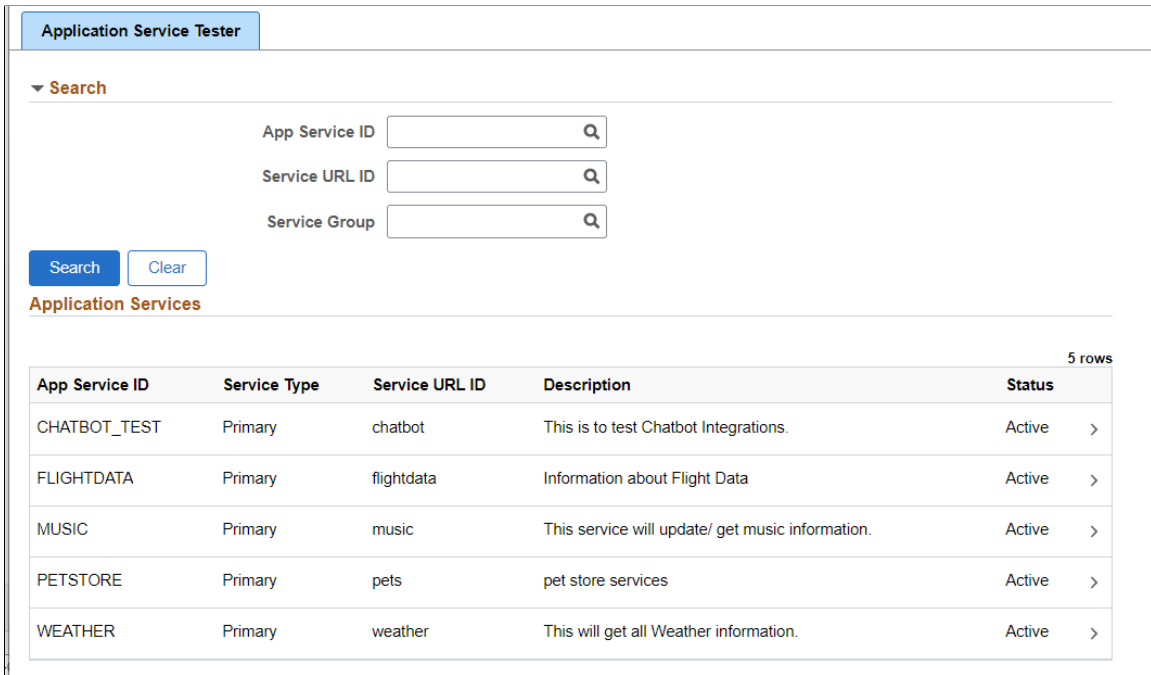 Application Service Tester
Search
App Service ID
Service URL ID
Service Group
Search Clear
Application Services
5 rows
App Service ID Service Type Service URL ID Description Status
CHATBOT_TEST Primary chatbot This is to test Chatbot Integrations. Active
FLIGHTDATA Primary flightdata Information about Flight Data Active
MUSIC Primary music This service will update/ get music information. Active
PETSTORE Primary pets pet store services Active
WEATHER Primary weather This will get all Weather information. Active